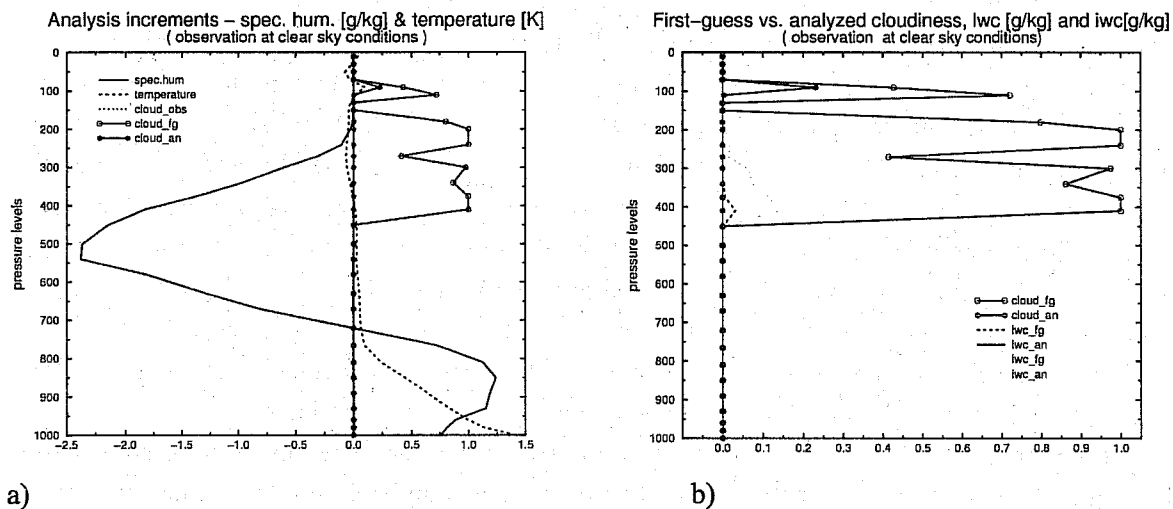 Analysis increments – spec. hum. [g/kg] & temperature [K]
( observation at clear sky conditions )
0
100
200
300
400
500
600
700
800
900
1000
pressure levels
spec.hum
temperature
cloud_obs
cloud_fg
cloud_an
−2.5
−2.0
−1.5
−1.0
−0.5
0.0
0.5
1.0
1.5
a)
First–guess vs. analyzed cloudiness, lwc [g/kg] and iwc[g/kg]
( observation at clear sky conditions)
0
100
200
300
400
500
600
700
800
900
1000
pressure levels
cloud_fg
cloud_an
lwc_fg
lwc_an
iwc_fg
iwc_an
0.0
0.1
0.2
0.3
0.4
0.5
0.6
0.7
0.8
0.9
1.0
b)